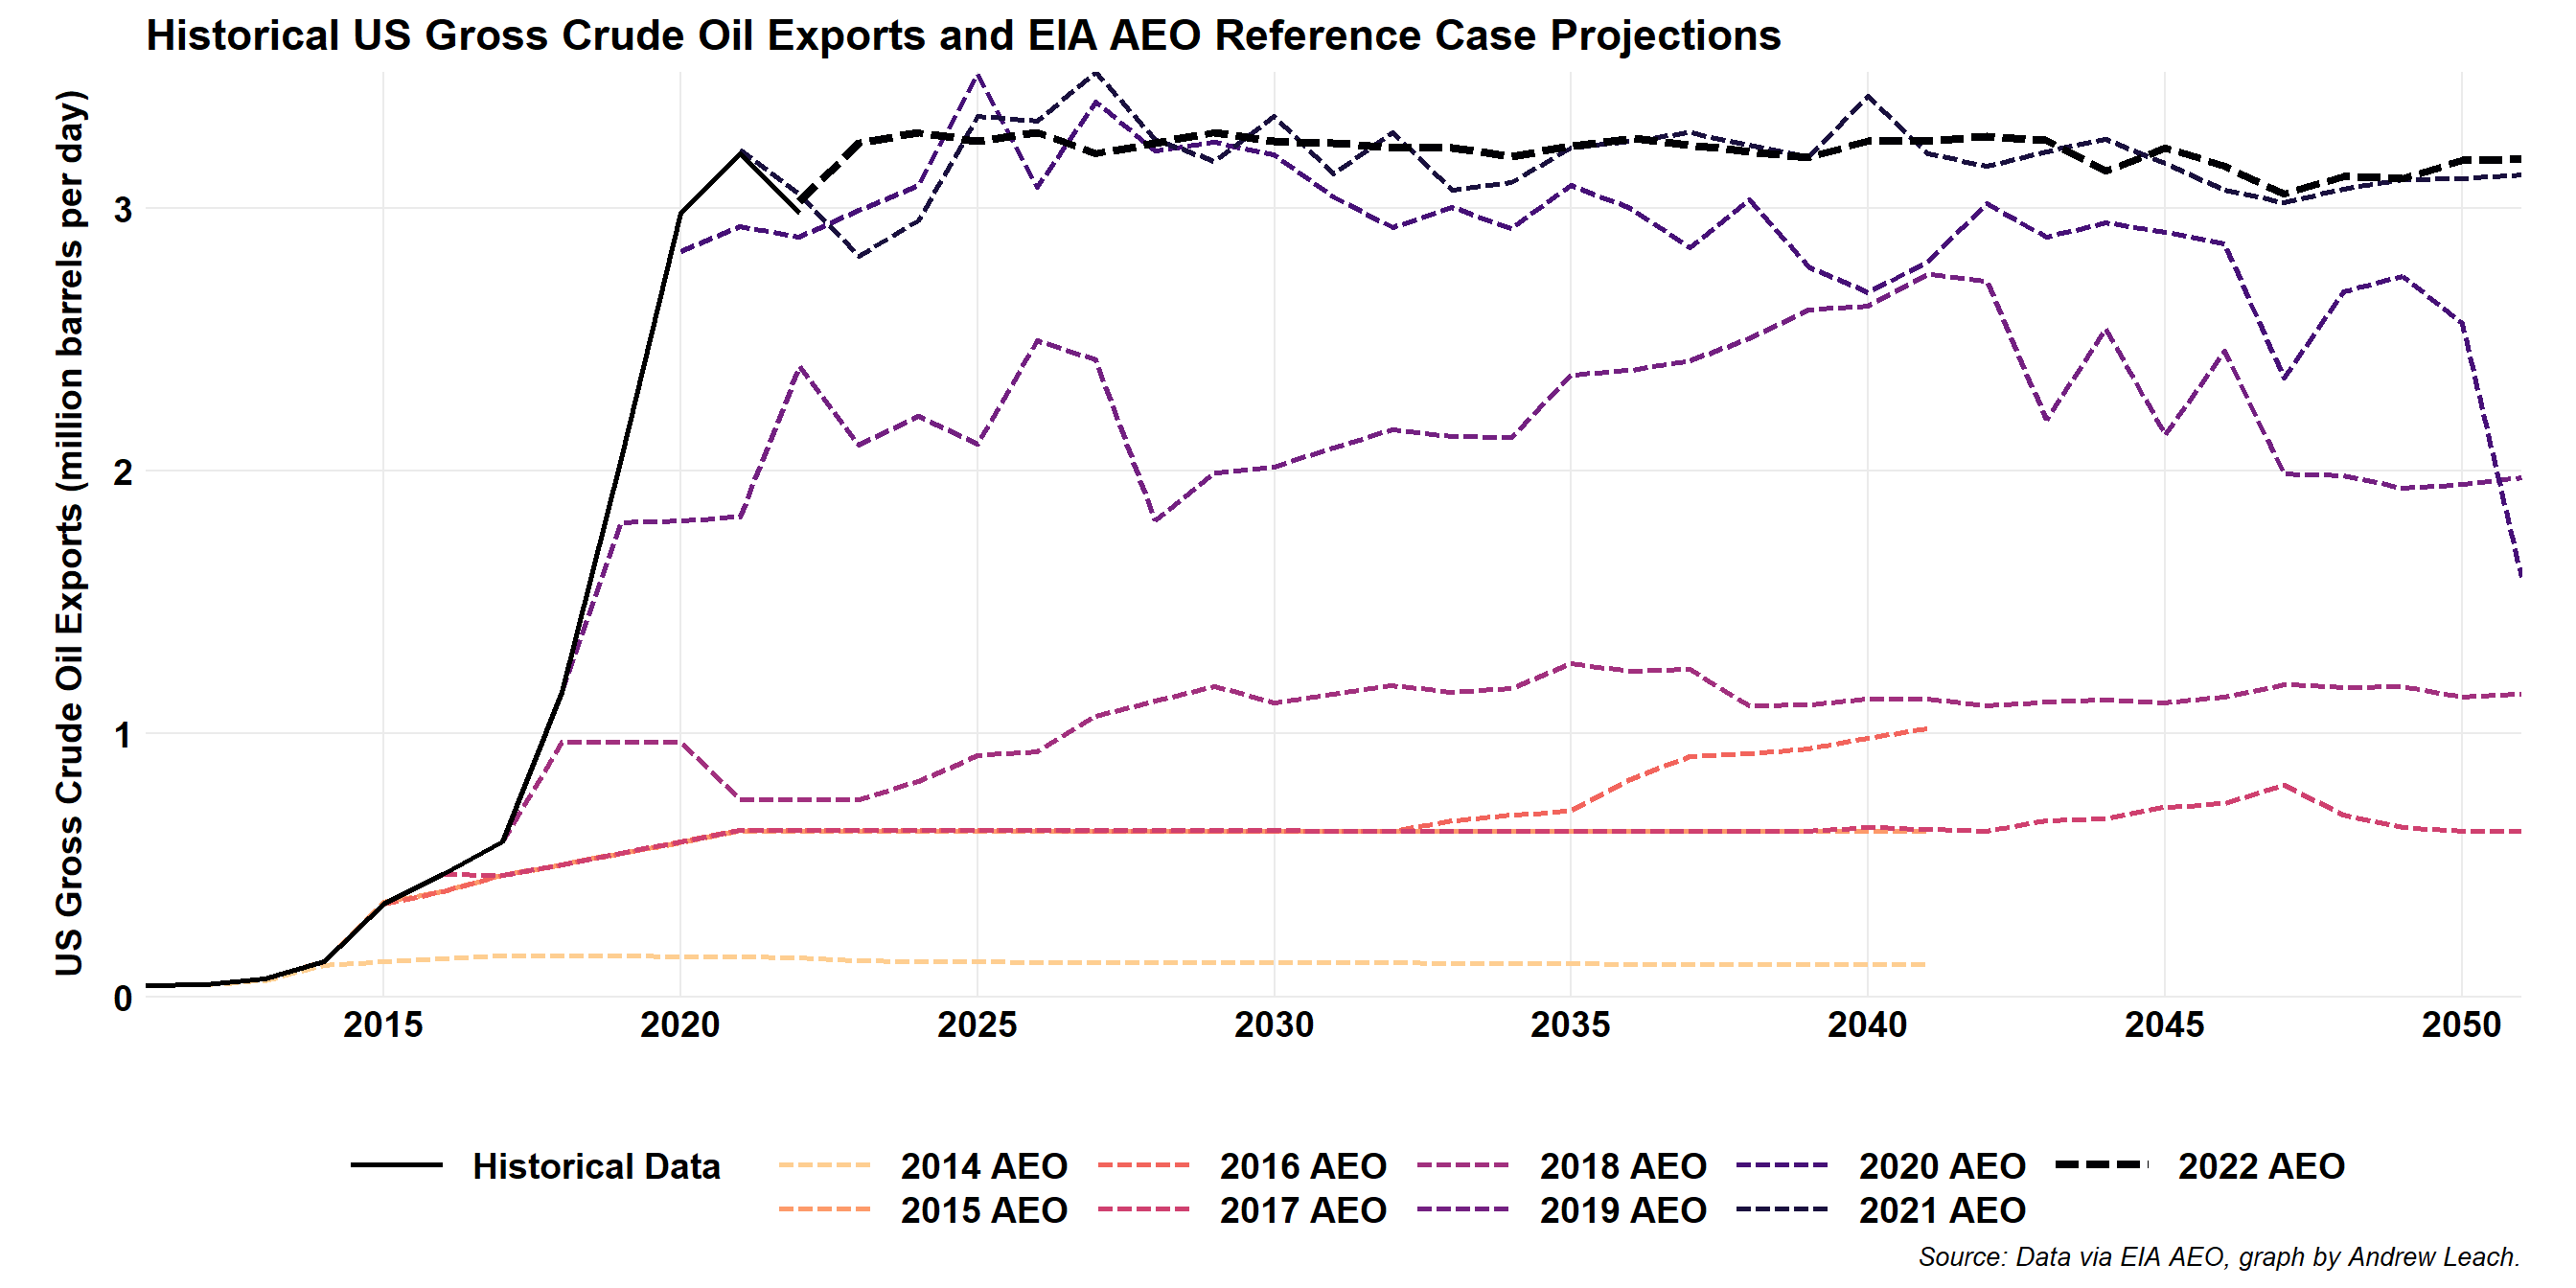 Historical US Gross Crude Oil Exports and EIA AEO Reference Case Projections
US Gross Crude Oil Exports (million barrels per day)
3
2
1
0
2015 2020 2025 2030 2035 2040 2045 2050
Historical Data 2014 AEO 2016 AEO 2018 AEO 2020 AEO 2022 AEO
2015 AEO 2017 AEO 2019 AEO 2021 AEO
Source: Data via EIA AEO, graph by Andrew Leach.